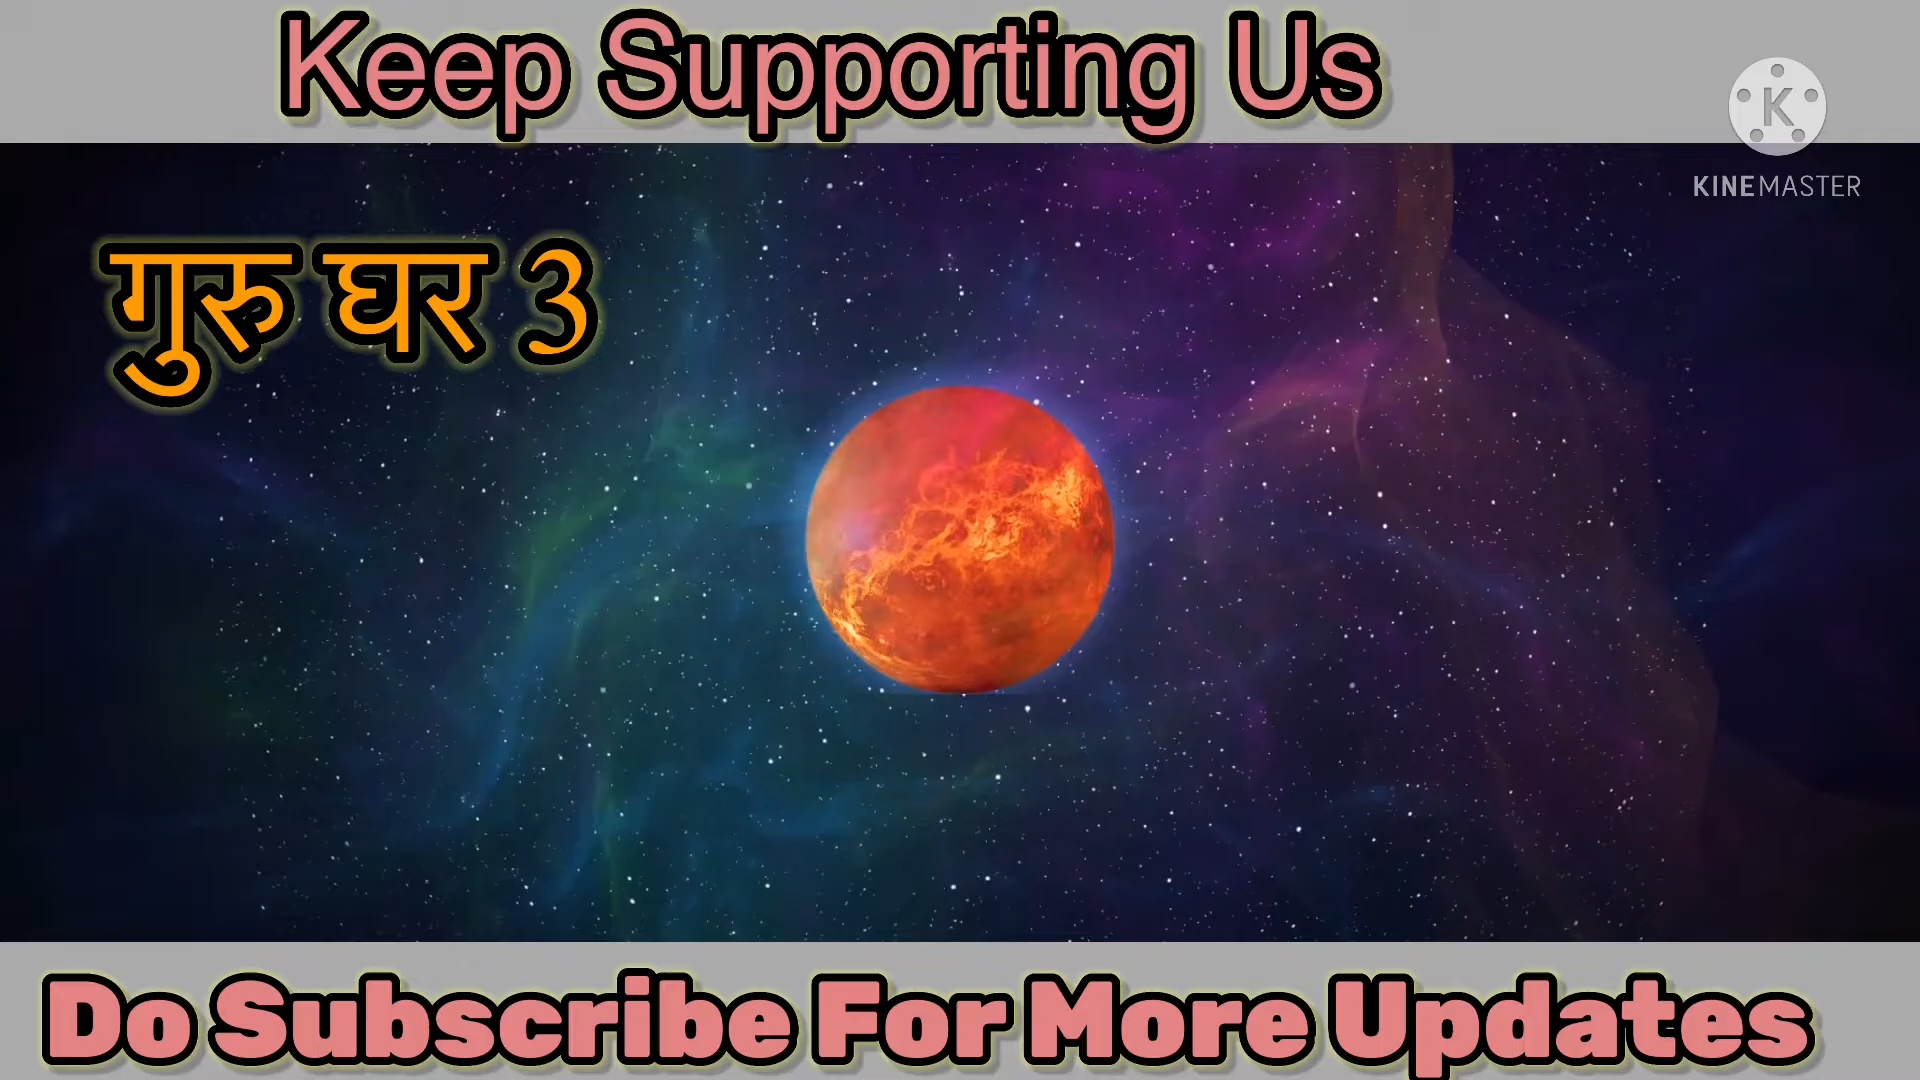 Keep Supporting Us
K
KINEMASTER
गुरु घर 3
Do Subscribe For More Updates